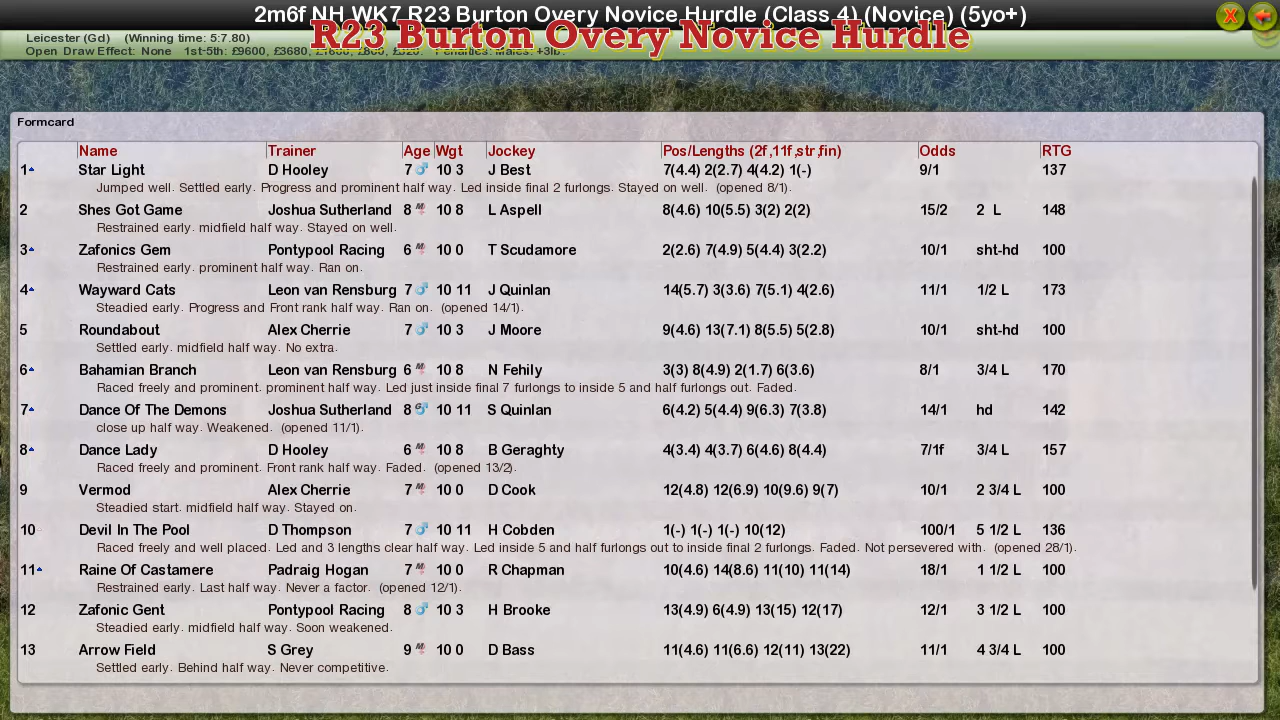 2m6f NH WK7 R23 Burton Overy Novice Hurdle (Class 4) (Novice) (5yo+)
R23 Burton Overy Novice Hurdle
Leicester (Gd) (Winning time: 5:7.80)
Open Draw Effect: None 1st-5th: £9600, £3680, £1600, £800, £320. Penalties: Males: +3lb.
Formcard
Name Trainer Age Wgt Jockey Pos/Lengths (2f,11f,str,fin) Odds RTG
1 Star Light D Hooley 7 10 3 J Best 7(4.4) 2(2.7) 4(4.2) 1(-) 9/1 137
Jumped well. Settled early. Progress and prominent half way. Led inside final 2 furlongs. Stayed on well. (opened 8/1).
2 Shes Got Game Joshua Sutherland 8 M 10 8 L Aspell 8(4.6) 10(5.5) 3(2) 2(2) 15/2 2 L 148
Restrained early. midfield half way. Stayed on well.
3 Zafonics Gem Pontypool Racing 6 M 10 0 T Scudamore 2(2.6) 7(4.9) 5(4.4) 3(2.2) 10/1 sht-hd 100
Restrained early. prominent half way. Ran on.
4 Wayward Cats Leon van Rensburg 7 10 11 J Quinlan 14(5.7) 3(3.6) 7(5.1) 4(2.6) 11/1 1/2 L 173
Steadied early. Progress and Front rank half way. Ran on. (opened 14/1).
5 Roundabout Alex Cherrie 7 10 3 J Moore 9(4.6) 13(7.1) 8(5.5) 5(2.8) 10/1 sht-hd 100
Settled early. midfield half way. No extra.
6 Bahamian Branch Leon van Rensburg 6 M 10 8 N Fehily 3(3) 8(4.9) 2(1.7) 6(3.6) 8/1 3/4 L 170
Raced freely and prominent. prominent half way. Led just inside final 7 furlongs to inside 5 and half furlongs out. Faded.
7 Dance Of The Demons Joshua Sutherland 8 G 10 11 S Quinlan 6(4.2) 5(4.4) 9(6.3) 7(3.8) 14/1 hd 142
close up half way. Weakened. (opened 11/1).
8 Dance Lady D Hooley 6 M 10 8 B Geraghty 4(3.4) 4(3.7) 6(4.6) 8(4.4) 7/1f 3/4 L 157
Raced freely and prominent. Front rank half way. Faded. (opened 13/2).
9 Vermod Alex Cherrie 7 M 10 0 D Cook 12(4.8) 12(6.9) 10(9.6) 9(7) 10/1 2 3/4 L 100
Steadied start. midfield half way. Stayed on.
10 Devil In The Pool D Thompson 7 10 11 H Cobden 1(-) 1(-) 1(-) 10(12) 100/1 5 1/2 L 136
Raced freely and well placed. Led and 3 lengths clear half way. Led inside 5 and half furlongs out to inside final 2 furlongs. Faded. Not persevered with. (opened 28/1).
11 Raine Of Castamere Padraig Hogan 7 M 10 0 R Chapman 10(4.6) 14(8.6) 11(10) 11(14) 18/1 1 1/2 L 100
Restrained early. Last half way. Never a factor. (opened 12/1).
12 Zafonic Gent Pontypool Racing 8 10 3 H Brooke 13(4.9) 6(4.9) 13(15) 12(17) 12/1 3 1/2 L 100
Steadied early. midfield half way. Soon weakened.
13 Arrow Field S Grey 9 M 10 0 D Bass 11(4.6) 11(6.6) 12(11) 13(22) 11/1 4 3/4 L 100
Settled early. Behind half way. Never competitive.